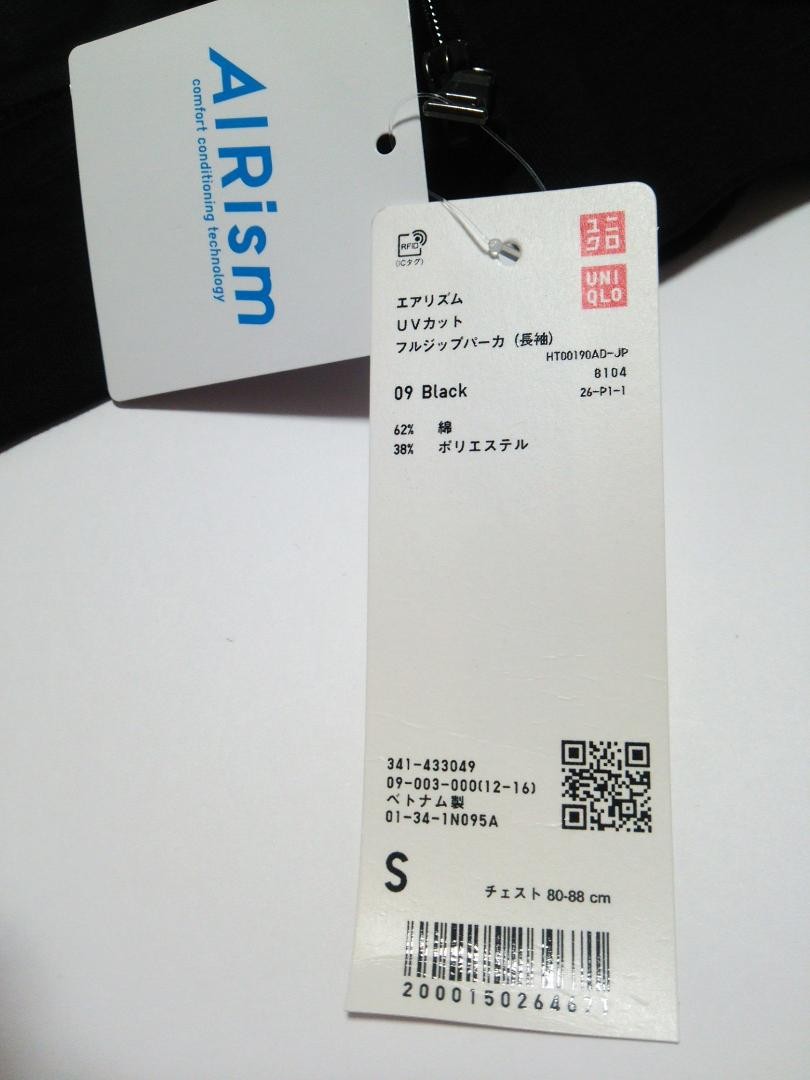 AIRism
comfort conditioning technology
RFID
(ICタグ)
ユニ
クロ
UNI
QLO
エアリズム
UVカット
フルジップパーカ (長袖)
HT00190AD-JP
8104
09 Black
26-P1-1
62% 綿
38% ポリエステル
341-433049
09-003-000(12-16)
ベトナム製
01-34-1N095A
S
チェスト 80-88 cm